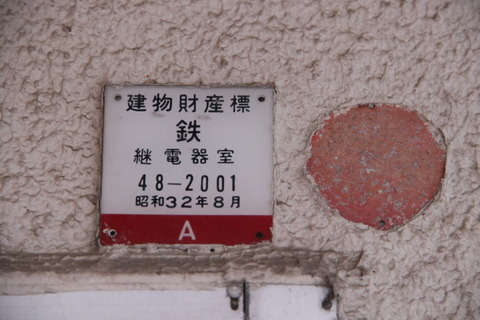 建物財産標
鉄
継電器室
48-2001
昭和32年8月
A